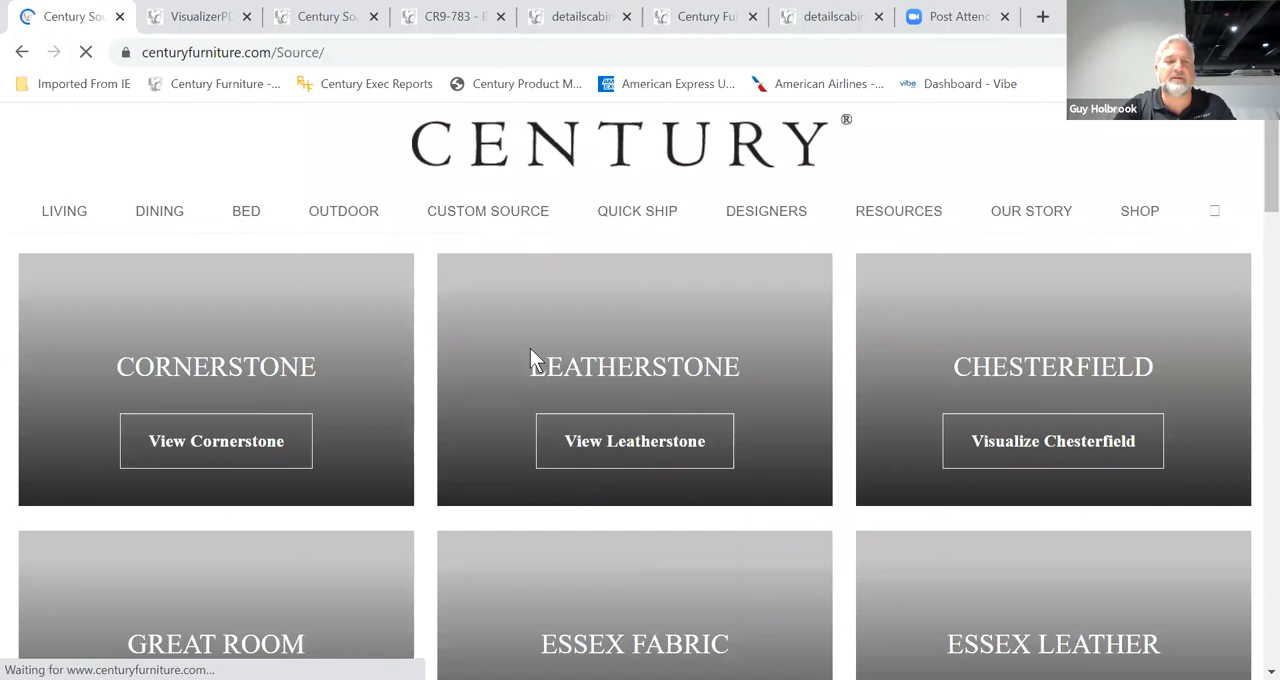 Century Sou
VisualizerPD
Century So
CR9-783 - E
detailscabin
Century Fu
detailscabin
Post Attend
centuryfurniture.com/Source/
Imported From IE
Century Furniture -...
Century Exec Reports
Century Product M...
American Express U...
American Airlines -...
vibe Dashboard - Vibe
Guy Holbrook
CENTURY®
LIVING
DINING
BED
OUTDOOR
CUSTOM SOURCE
QUICK SHIP
DESIGNERS
RESOURCES
OUR STORY
SHOP
CORNERSTONE
LEATHERSTONE
CHESTERFIELD
View Cornerstone
View Leatherstone
Visualize Chesterfield
GREAT ROOM
ESSEX FABRIC
ESSEX LEATHER
Waiting for www.centuryfurniture.com...